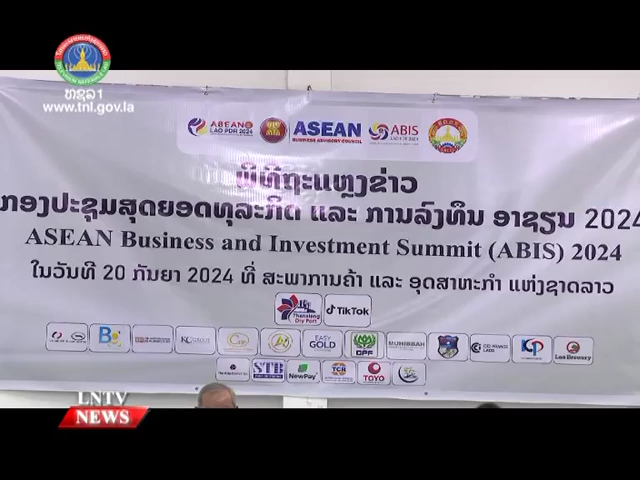 ທຊລ1
www.tnl.gov.la
ASEAN
LAO PDR 2024
ASEAN
BUSINESS ADVISORY COUNCIL
ABIS
ພິທີຖະແຫຼງຂ່າວ
ກອງປະຊຸມສຸດຍອດທຸລະກິດ ແລະ ການລົງທຶນ ອາຊຽນ 2024
ASEAN Business and Investment Summit (ABIS) 2024
ໃນວັນທີ 20 ກັນຍາ 2024 ທີ່ ສະພາການຄ້າ ແລະ ອຸດສາຫະກຳ ແຫ່ງຊາດລາວ
Thanaleng
Dry Port
TikTok
KCGROUP
EASY
GOLD
DPF
MUHIBBAH
Lao Brewery
STB
NewPay
TCR
TOYO
LNTV
NEWS